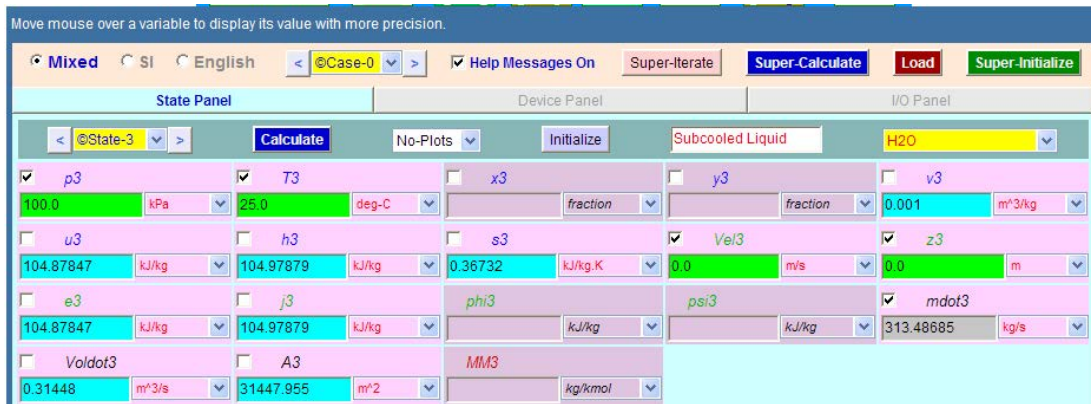 Move mouse over a variable to display its value with more precision.
Mixed SI English < ©Case-0 > Help Messages On Super-Iterate Super-Calculate Load Super-Initialize
State Panel Device Panel I/O Panel
< ©State-3 > Calculate No-Plots Initialize Subcooled Liquid H2O
p3 T3 x3 y3 v3
100.0 kPa 25.0 deg-C fraction fraction 0.001 m^3/kg
u3 h3 s3 Vel3 z3
104.87847 kJ/kg 104.97879 kJ/kg 0.36732 kJ/kg.K 0.0 m/s 0.0 m
e3 j3 phi3 psi3 mdot3
104.87847 kJ/kg 104.97879 kJ/kg kJ/kg kJ/kg 313.48685 kg/s
Voldot3 A3 MM3
0.31448 m^3/s 31447.955 m^2 kg/kmol